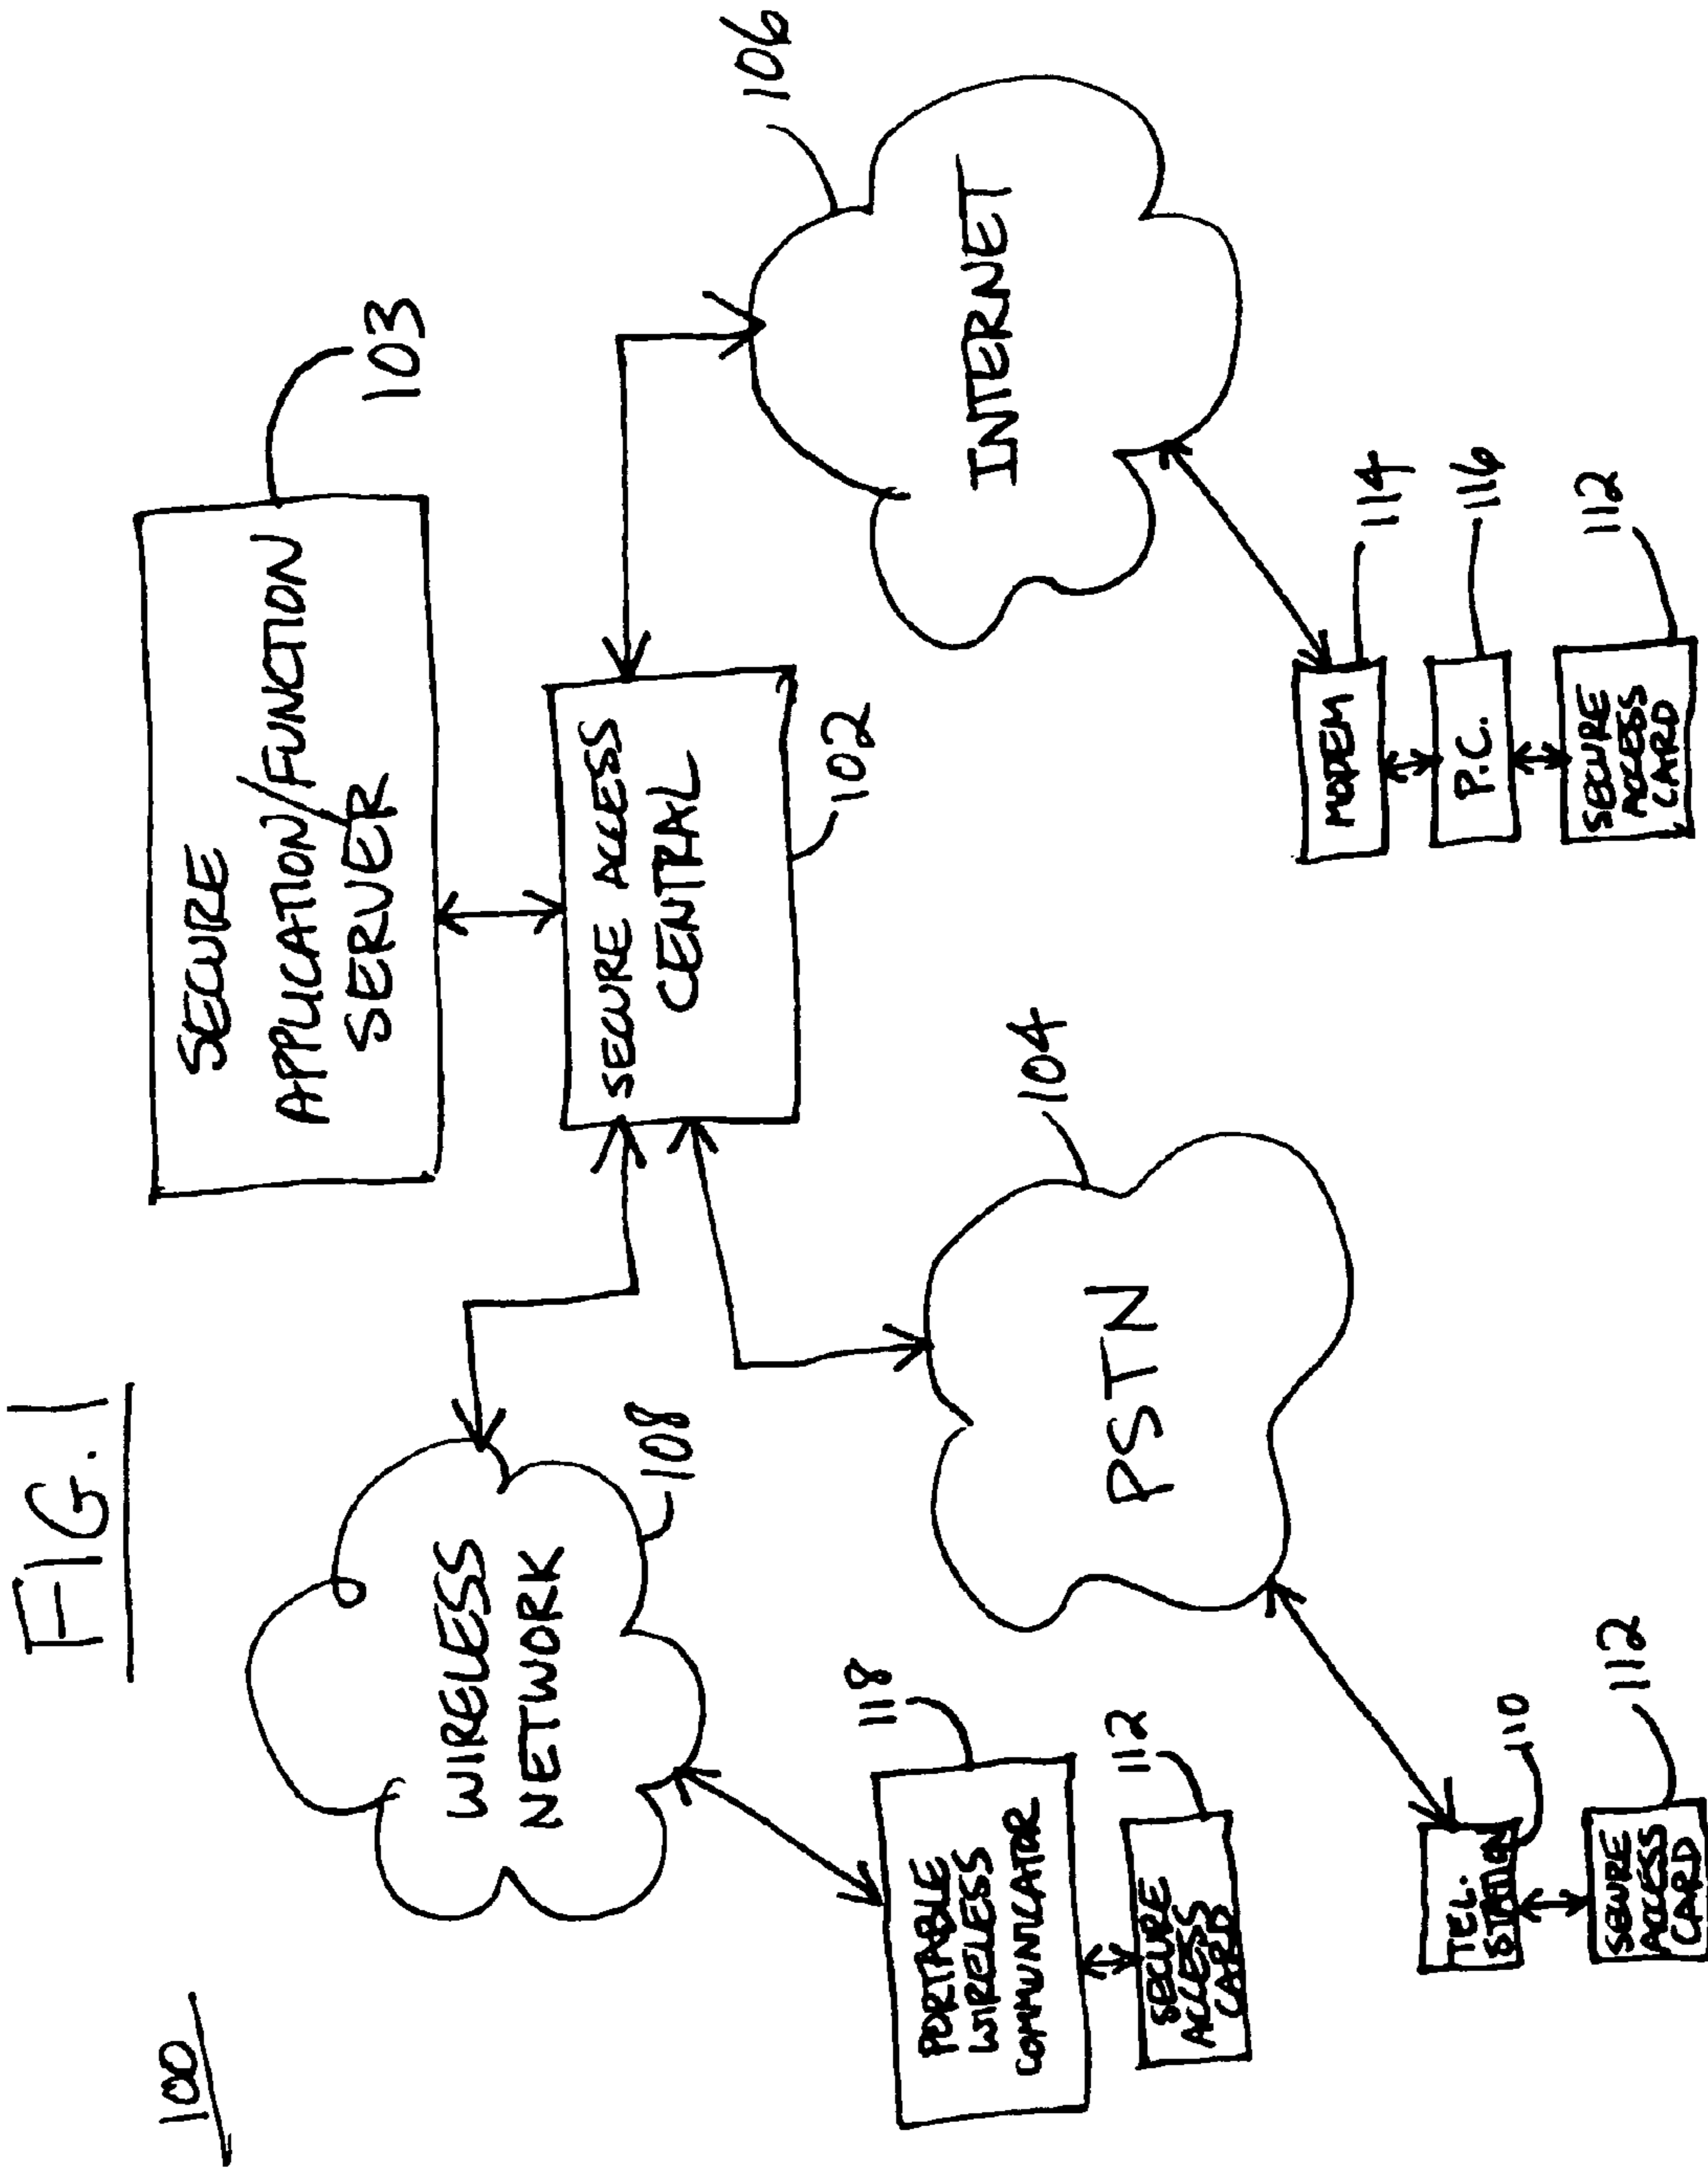 FIG. 1
100
SECURE
APPLICATION/FUNCTION
SERVER
103
WIRELESS
NETWORK
108
SECURE ACCESS
CENTRAL
102
106
INTERNET
PORTABLE
WIRELESS
COMMUNICATOR
118
SECURE
ACCESS
CARD
112
PSTN
104
TEL.
STATION
110
SECURE
ACCESS
CARD
112
MODEM
114
P.C.
116
SECURE
ACCESS
CARD
112